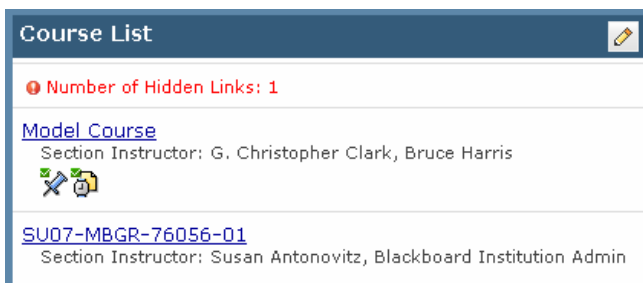 Course List
Number of Hidden Links: 1
Model Course
Section Instructor: G. Christopher Clark, Bruce Harris
SU07-MBGR-76056-01
Section Instructor: Susan Antonovitz, Blackboard Institution Admin